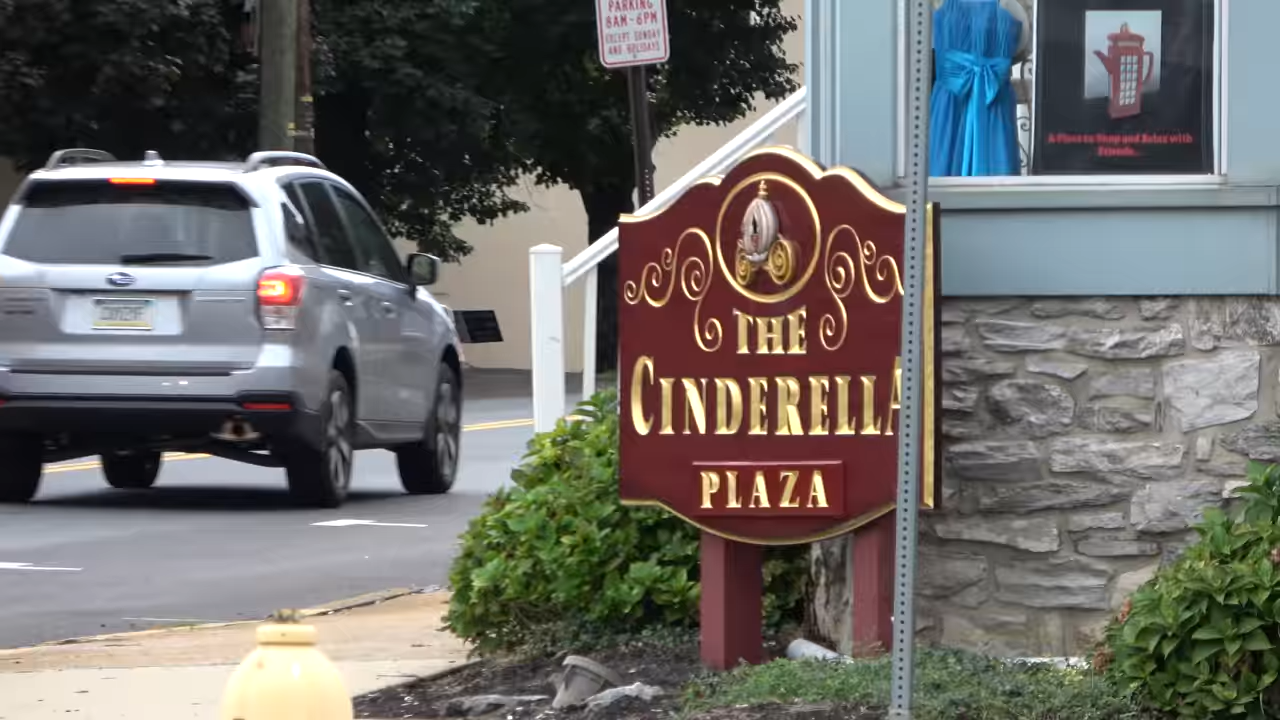 PARKING
8AM-6PM
EXCEPT SUNDAY
AND HOLIDAYS
A Place to Shop and Relax with
Friends...
THE
CINDERELLA
PLAZA